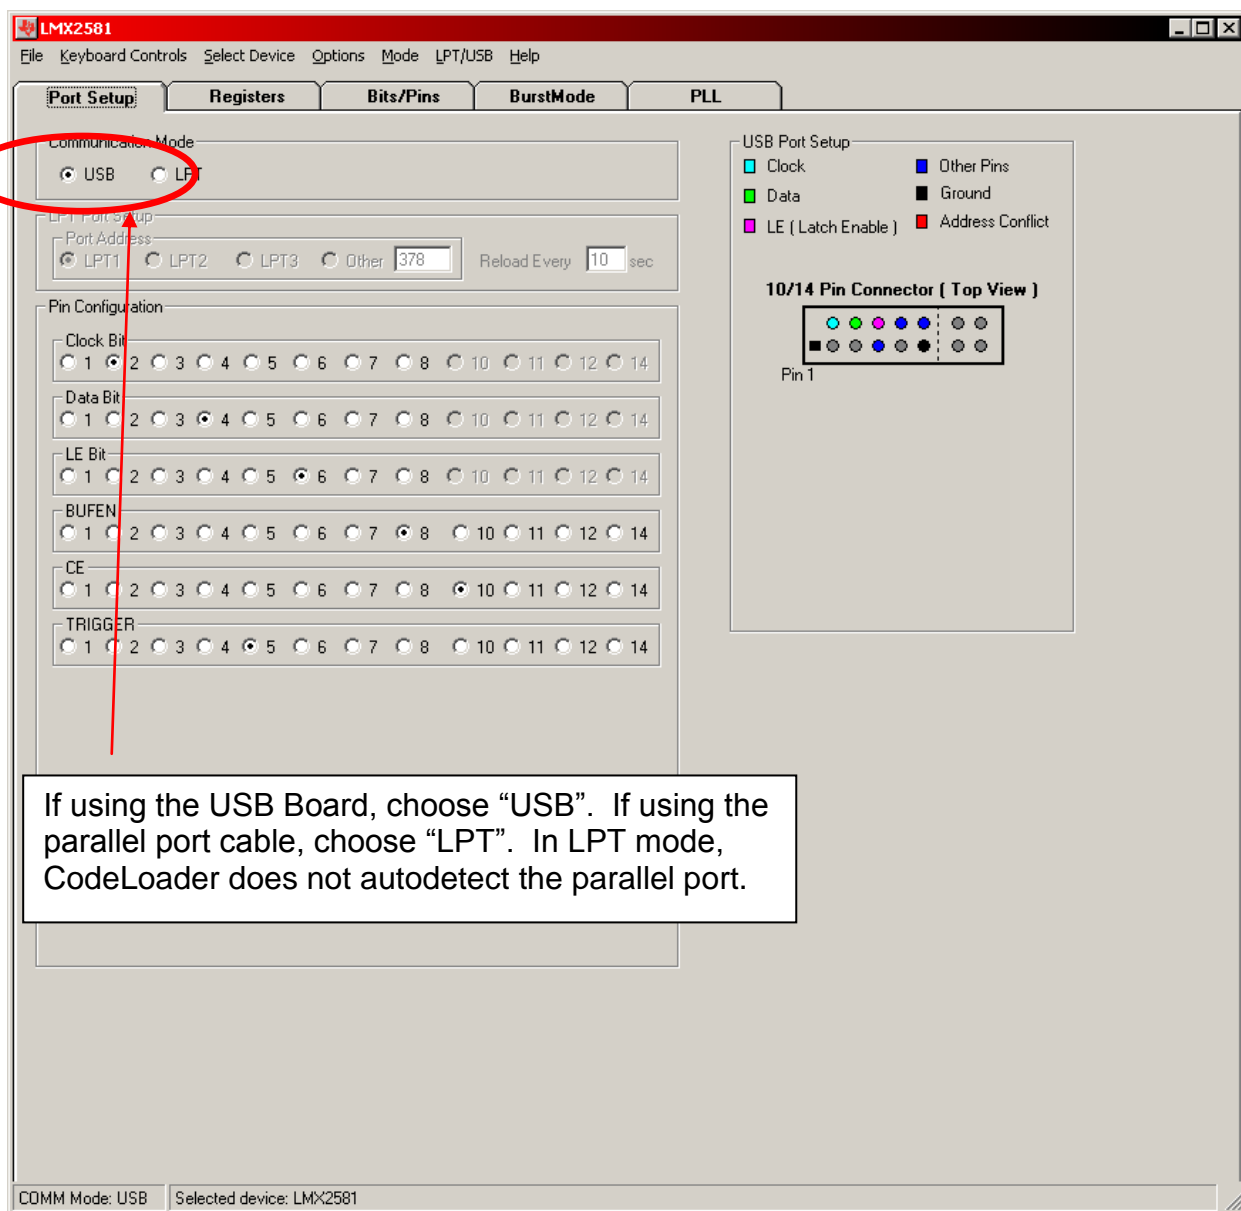 LMX2581
File Keyboard Controls Select Device Options Mode LPT/USB Help
Port Setup Registers Bits/Pins BurstMode PLL
Communication Mode
USB LPT
LPT Port Setup
Port Address
LPT1 LPT2 LPT3 Other 378 Reload Every 10 sec
Pin Configuration
Clock Bit
1 2 3 4 5 6 7 8 10 11 12 14
Data Bit
1 2 3 4 5 6 7 8 10 11 12 14
LE Bit
1 2 3 4 5 6 7 8 10 11 12 14
BUFEN
1 2 3 4 5 6 7 8 10 11 12 14
CE
1 2 3 4 5 6 7 8 10 11 12 14
TRIGGER
1 2 3 4 5 6 7 8 10 11 12 14
USB Port Setup
Clock Other Pins
Data Ground
LE ( Latch Enable ) Address Conflict
10/14 Pin Connector ( Top View )
Pin 1
If using the USB Board, choose “USB”. If using the
parallel port cable, choose “LPT”. In LPT mode,
CodeLoader does not autodetect the parallel port.
COMM Mode: USB Selected device: LMX2581